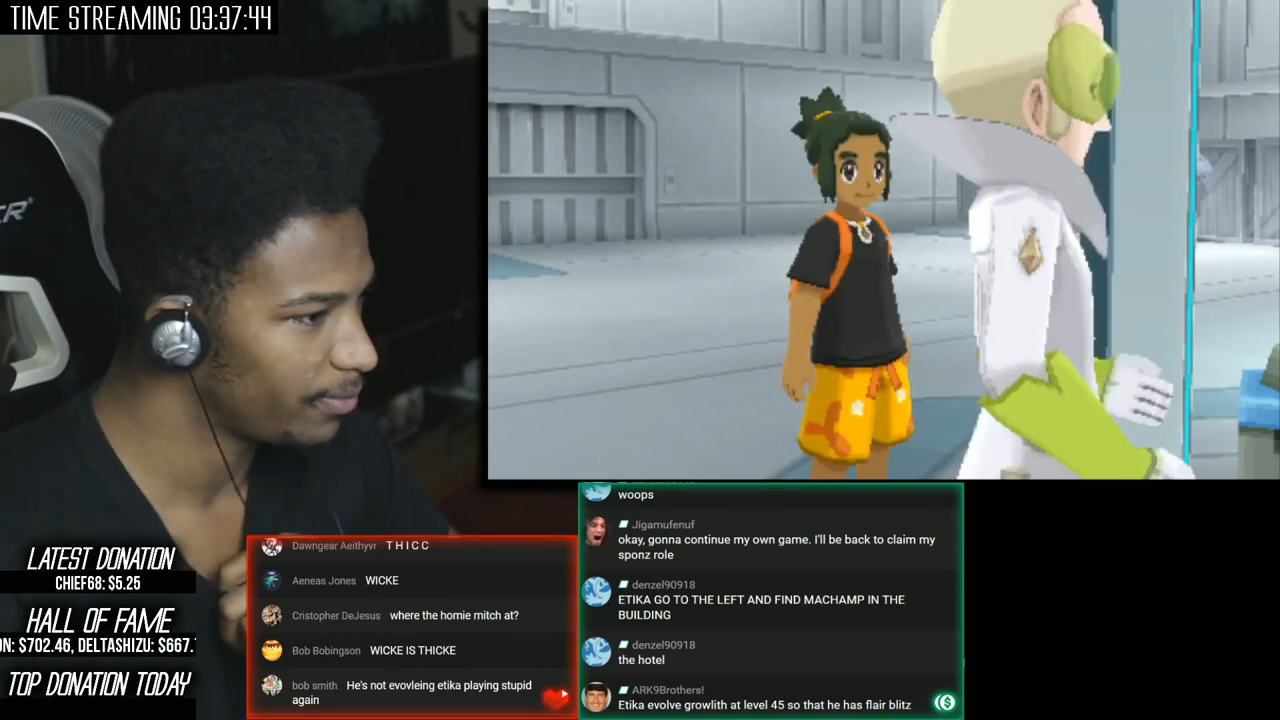 TIME STREAMING 03:37:44
LATEST DONATION
CHIEF68: $5.25
HALL OF FAME
ON: $702.46, DELTASHIZU: $667.
TOP DONATION TODAY
Dawngear Aeithyvr T H I C C
Aeneas Jones WICKE
Cristopher DeJesus where the homie mitch at?
Bob Bobingson WICKE IS THICKE
bob smith He's not evovleing etika playing stupid
again
woops
Jigamufenuf
okay, gonna continue my own game. I'll be back to claim my
sponz role
denzel90918
ETIKA GO TO THE LEFT AND FIND MACHAMP IN THE
BUILDING
denzel90918
the hotel
ARK9Brothers!
Etika evolve growlith at level 45 so that he has flair blitz